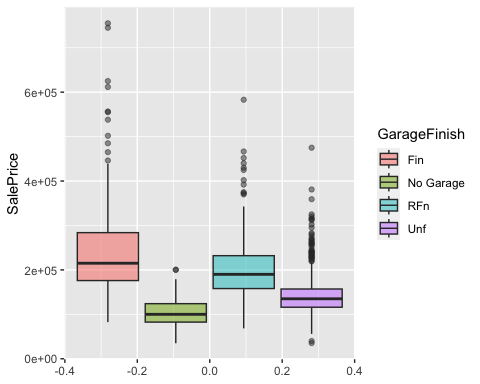 SalePrice
6e+05
4e+05
2e+05
0e+00
-0.4
-0.2
0.0
0.2
0.4
GarageFinish
Fin
No Garage
RFn
Unf